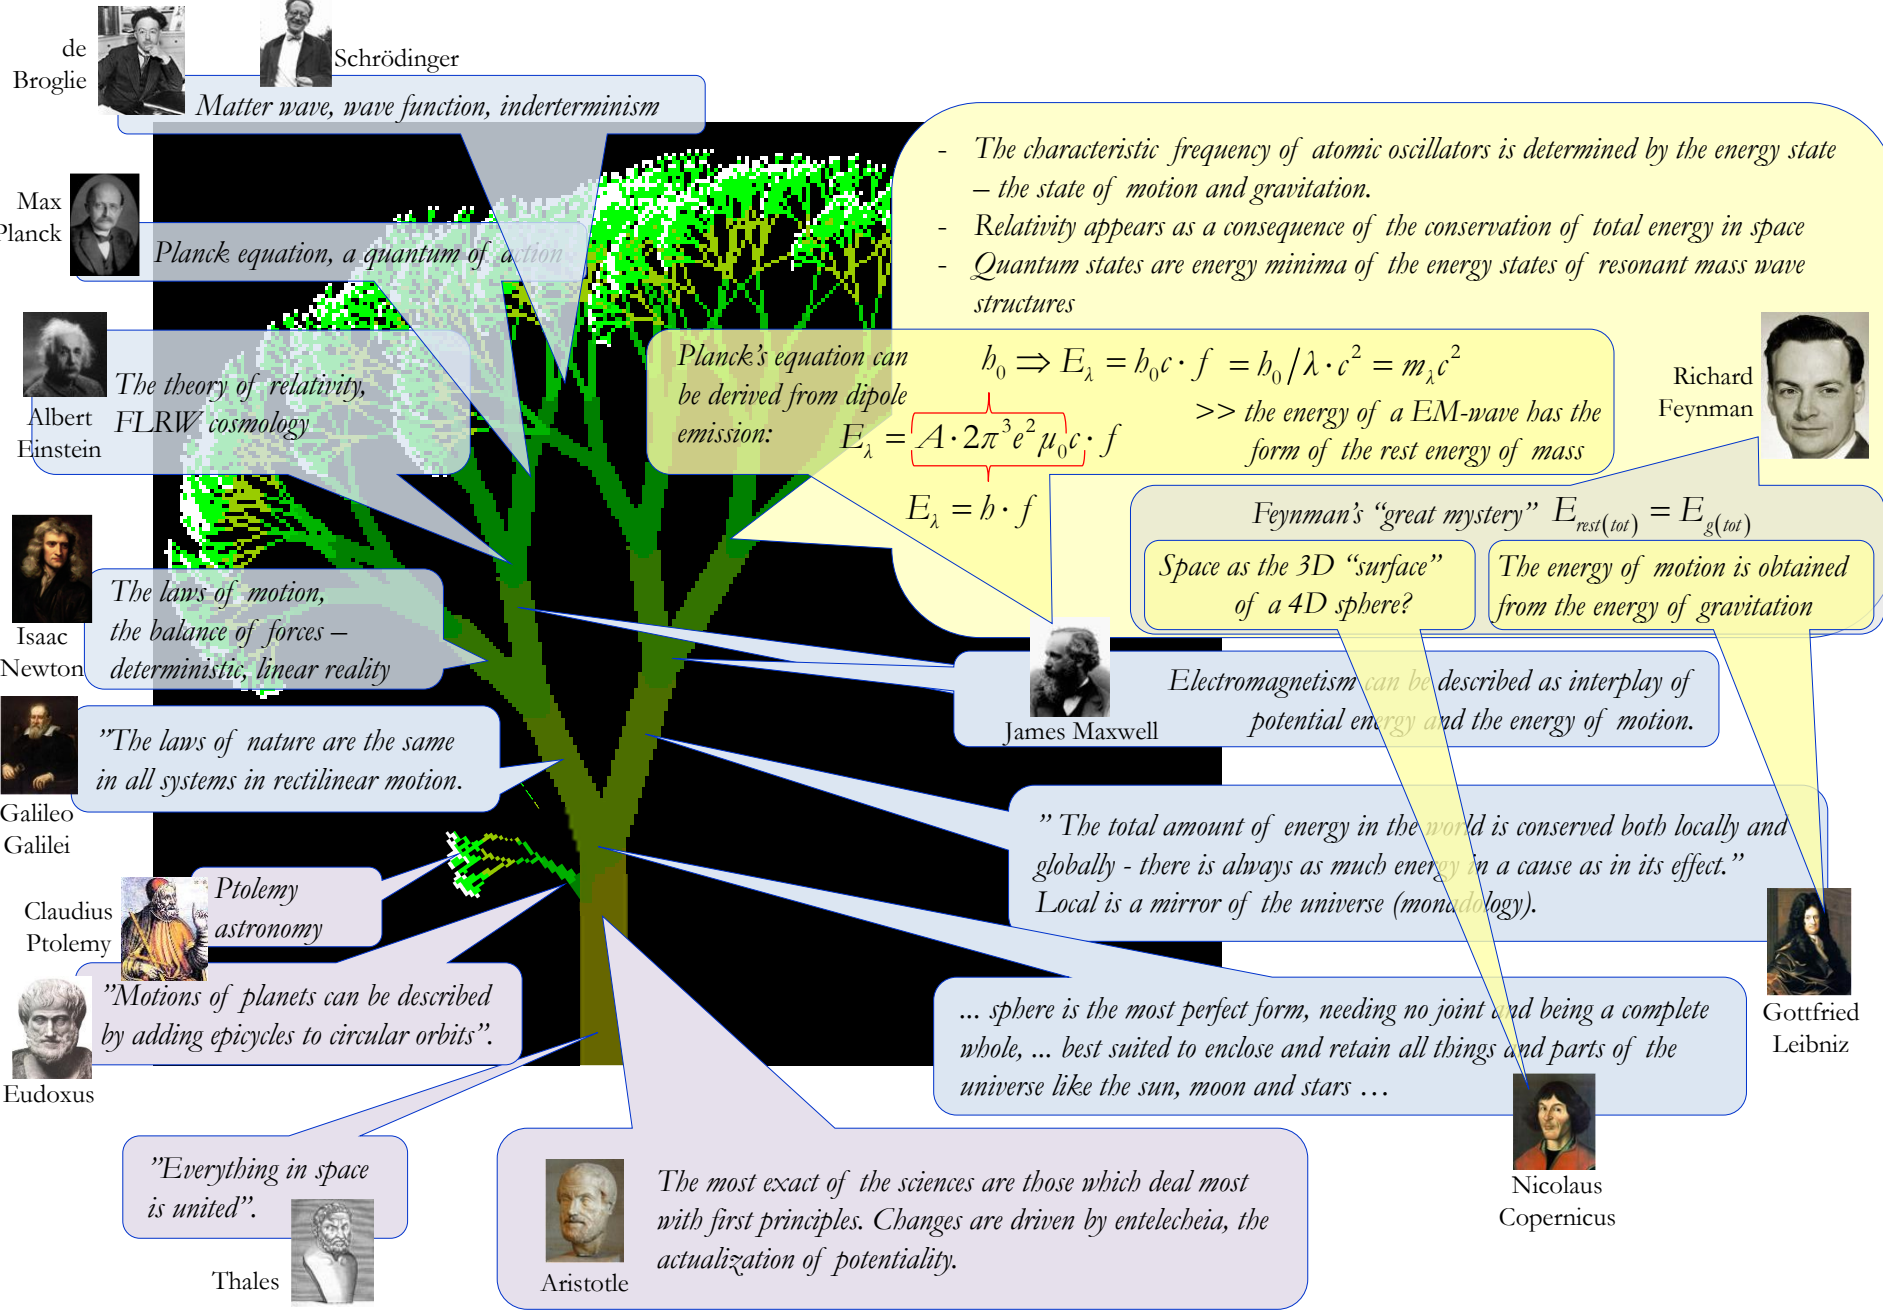 de
Broglie
Schrödinger
Matter wave, wave function, inderterminism
Max
Planck
Planck equation, a quantum of action
Albert
Einstein
The theory of relativity,
FLRW cosmology
Isaac
Newton
The laws of motion,
the balance of forces –
deterministic, linear reality
Galileo
Galilei
”The laws of nature are the same
in all systems in rectilinear motion.
Claudius
Ptolemy
Ptolemy
astronomy
Eudoxus
”Motions of planets can be described
by adding epicycles to circular orbits”.
”Everything in space
is united”.
Thales
Aristotle
The most exact of the sciences are those which deal most
with first principles. Changes are driven by entelecheia, the
actualization of potentiality.
- The characteristic frequency of atomic oscillators is determined by the energy state
– the state of motion and gravitation.
- Relativity appears as a consequence of the conservation of total energy in space
- Quantum states are energy minima of the energy states of resonant mass wave
structures
Planck’s equation can
be derived from dipole
emission:
h₀ ⇒ E_λ = h₀c · f = h₀/λ · c² = m_λc²
>> the energy of a EM-wave has the
form of the rest energy of mass
E_λ = A · 2π³e²μ₀c · f
E_λ = h · f
Richard
Feynman
Feynman’s “great mystery” E_rest(tot) = E_g(tot)
Space as the 3D “surface”
of a 4D sphere?
The energy of motion is obtained
from the energy of gravitation
James Maxwell
Electromagnetism can be described as interplay of
potential energy and the energy of motion.
” The total amount of energy in the world is conserved both locally and
globally - there is always as much energy in a cause as in its effect.”
Local is a mirror of the universe (monadology).
Gottfried
Leibniz
... sphere is the most perfect form, needing no joint and being a complete
whole, ... best suited to enclose and retain all things and parts of the
universe like the sun, moon and stars …
Nicolaus
Copernicus